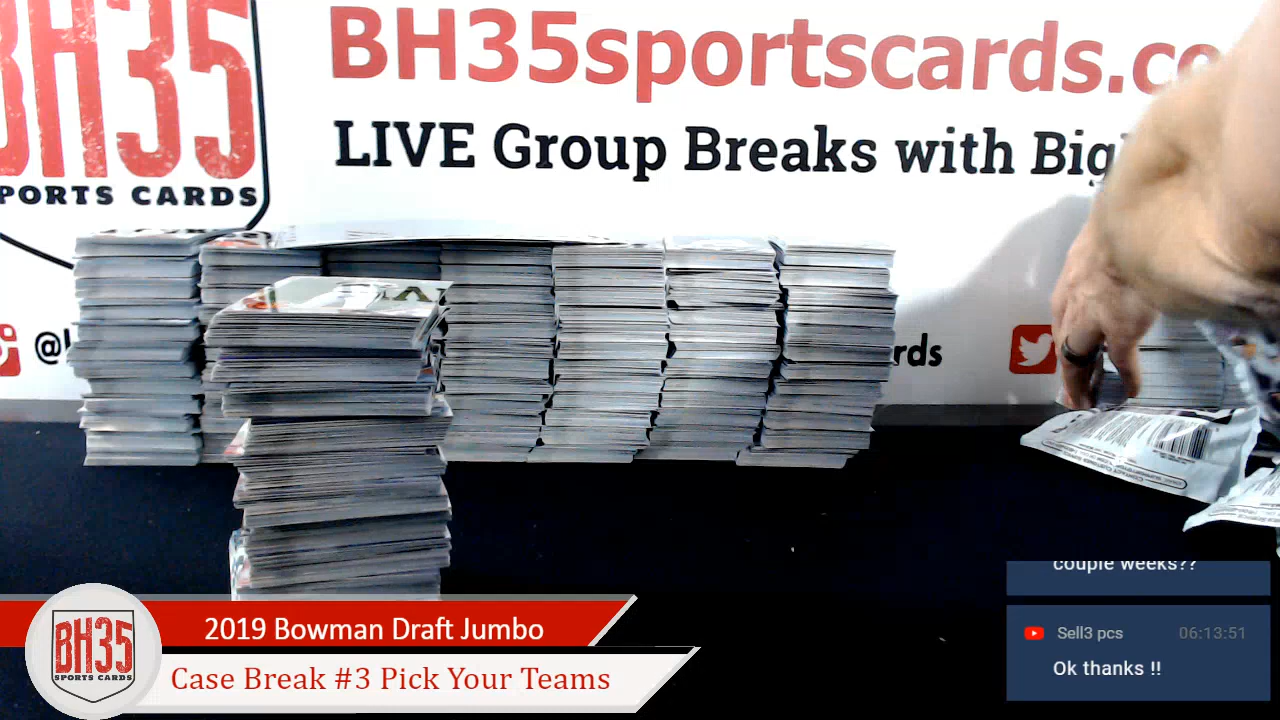 BH35
SPORTS CARDS
BH35sportscards.co
LIVE Group Breaks with Big
@
rds
couple weeks??
Sell3 pcs 06:13:51
Ok thanks !!
2019 Bowman Draft Jumbo
Case Break #3 Pick Your Teams
BH35
SPORTS CARDS